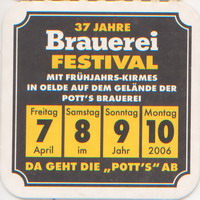 37 JAHRE
Brauerei
FESTIVAL
MIT FRÜHJAHRS-KIRMES
IN OELDE AUF DEM GELÄNDE DER
POTT'S BRAUEREI
Freitag Samstag Sonntag Montag
7 8 9 10
April im Jahr 2006
DA GEHT DIE „POTT'S" AB